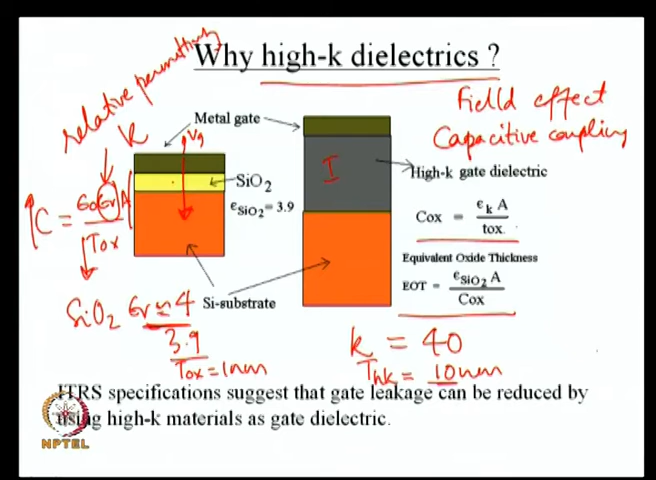 Why high-k dielectrics ?
relative permittivity
k
Metal gate
Vg
Fielld effect
Capacitive coupling
I
High-k gate dielectric
SiO2
εSiO2= 3.9
C = ε0εrA / Tox
Cox = εk A / tox.
Equivalent Oxide Thickness
EOT = εSiO2 A / Cox
Si-substrate
SiO2 εr ≈ 4
3.9
Tox = 1nm
k = 40
Thk = 10nm
ITRS specifications suggest that gate leakage can be reduced by
using high-k materials as gate dielectric.
NPTEL